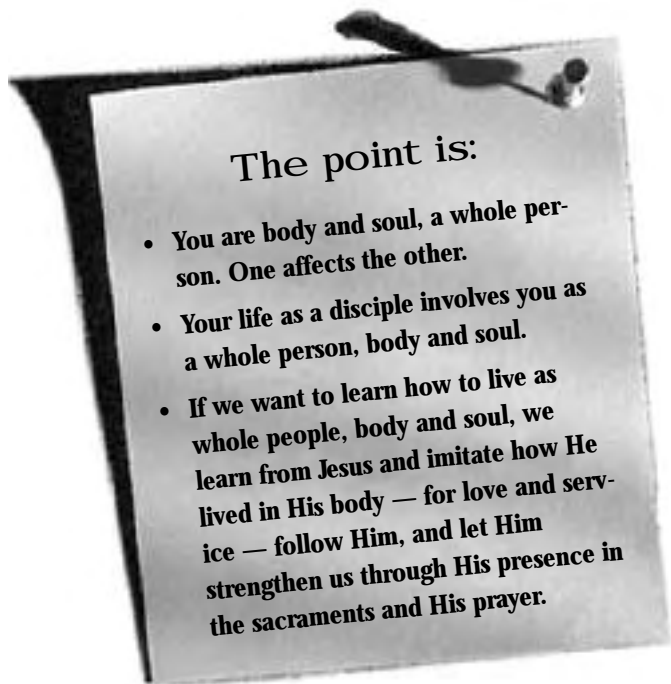 The point is:
• You are body and soul, a whole per-
son. One affects the other.
• Your life as a disciple involves you as
a whole person, body and soul.
• If we want to learn how to live as
whole people, body and soul, we
learn from Jesus and imitate how He
lived in His body — for love and serv-
ice — follow Him, and let Him
strengthen us through His presence in
the sacraments and His prayer.